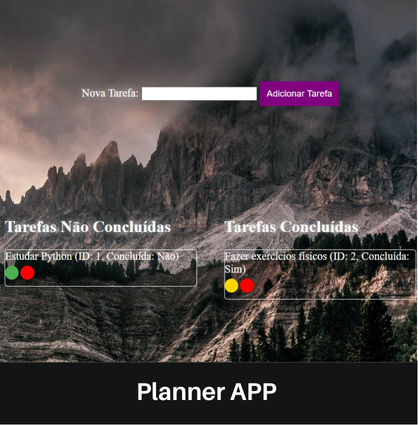 Nova Tarefa:
Adicionar Tarefa
Tarefas Não Concluídas
Estudar Python (ID: 1, Concluída: Não)
Tarefas Concluídas
Fazer exercícios físicos (ID: 2, Concluída:
Sim)
Planner APP